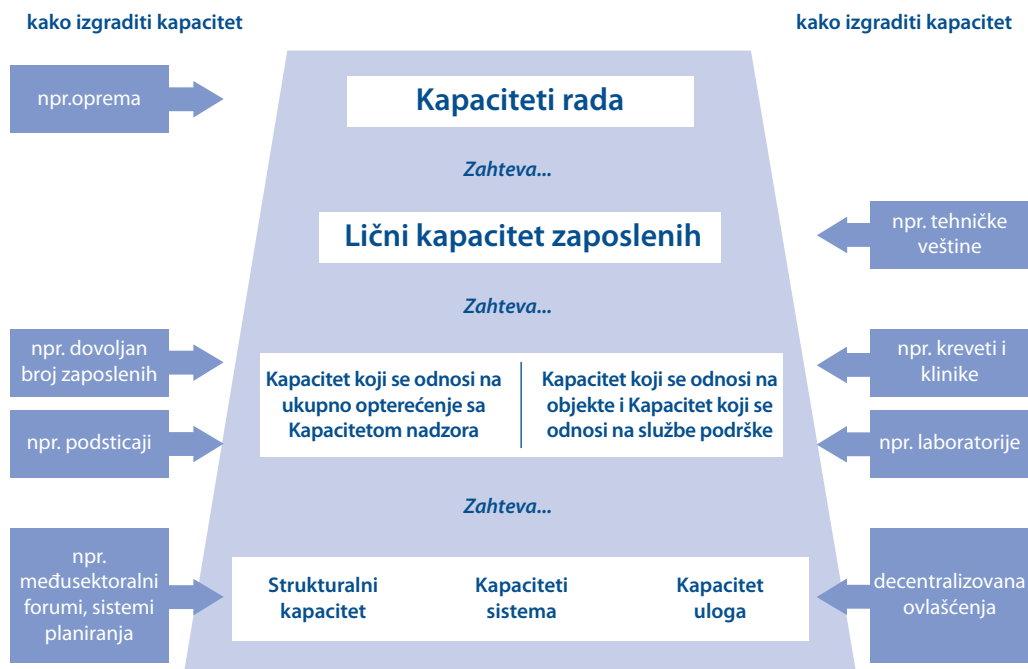 kako izgraditi kapacitet
kako izgraditi kapacitet
npr.oprema
Kapaciteti rada
Zahteva...
Lični kapacitet zaposlenih
npr. tehničke
veštine
Zahteva...
npr. dovoljan
broj zaposlenih
npr. podsticaji
Kapacitet koji se odnosi na
ukupno opterećenje sa
Kapacitetom nadzora
Kapacitet koji se odnosi na
objekte i Kapacitet koji se
odnosi na službe podrške
npr. kreveti i
klinike
npr. laboratorije
Zahteva...
npr.
međusektoralni
forumi, sistemi
planiranja
Strukturalni
kapacitet
Kapaciteti
sistema
Kapacitet
uloga
decentralizovana
ovlašćenja